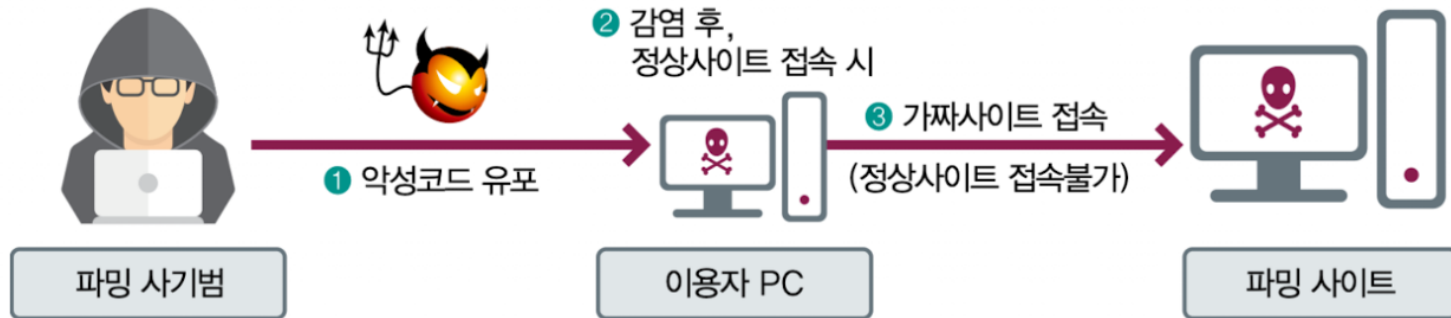 ❶ 악성코드 유포
❷ 감염 후,
정상사이트 접속 시
❸ 가짜사이트 접속
(정상사이트 접속불가)
파밍 사기범
이용자 PC
파밍 사이트